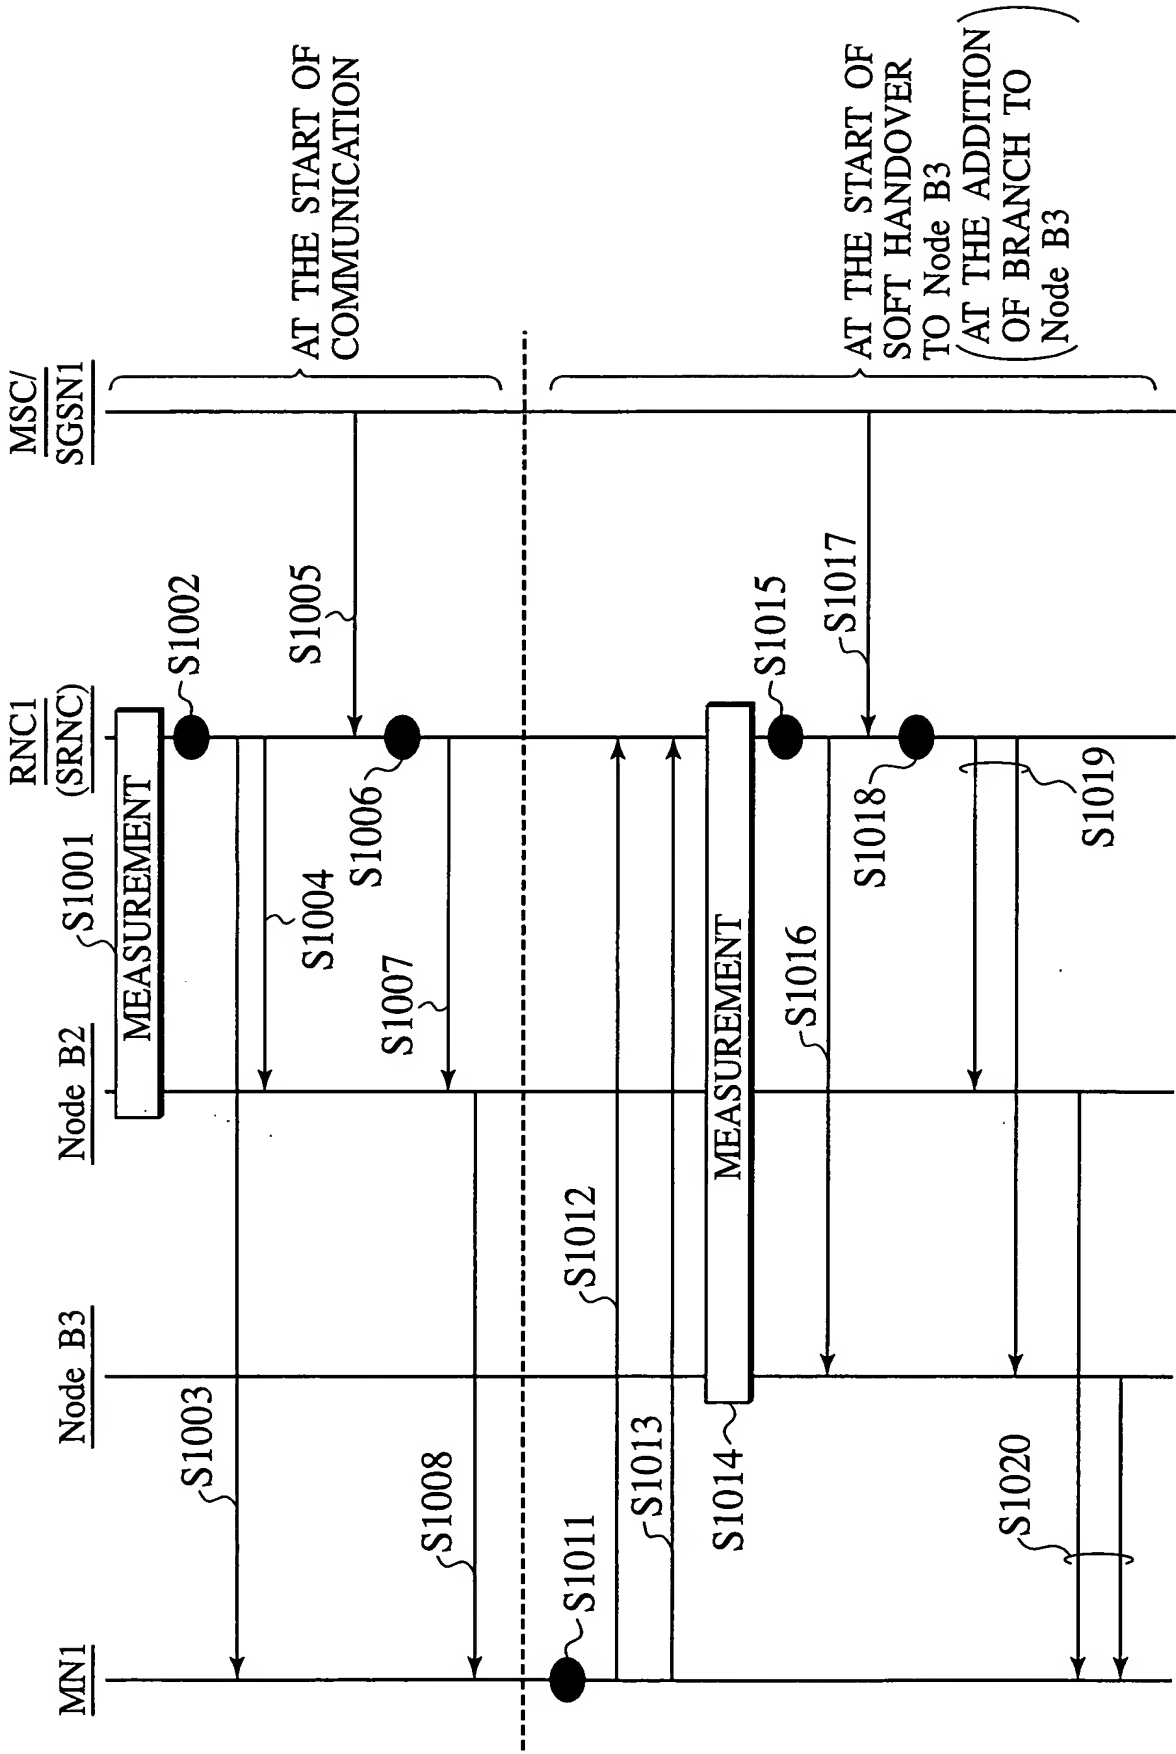 MN1
Node B3
Node B2
RNC1
(SRNC)
MSC/
SGSN1
S1001
MEASUREMENT
S1002
S1003
S1004
S1005
S1006
S1007
S1008
AT THE START OF
COMMUNICATION
S1011
S1012
S1013
S1014
MEASUREMENT
S1015
S1016
S1017
S1018
S1019
S1020
AT THE START OF
SOFT HANDOVER
TO Node B3
(AT THE ADDITION
OF BRANCH TO
Node B3)